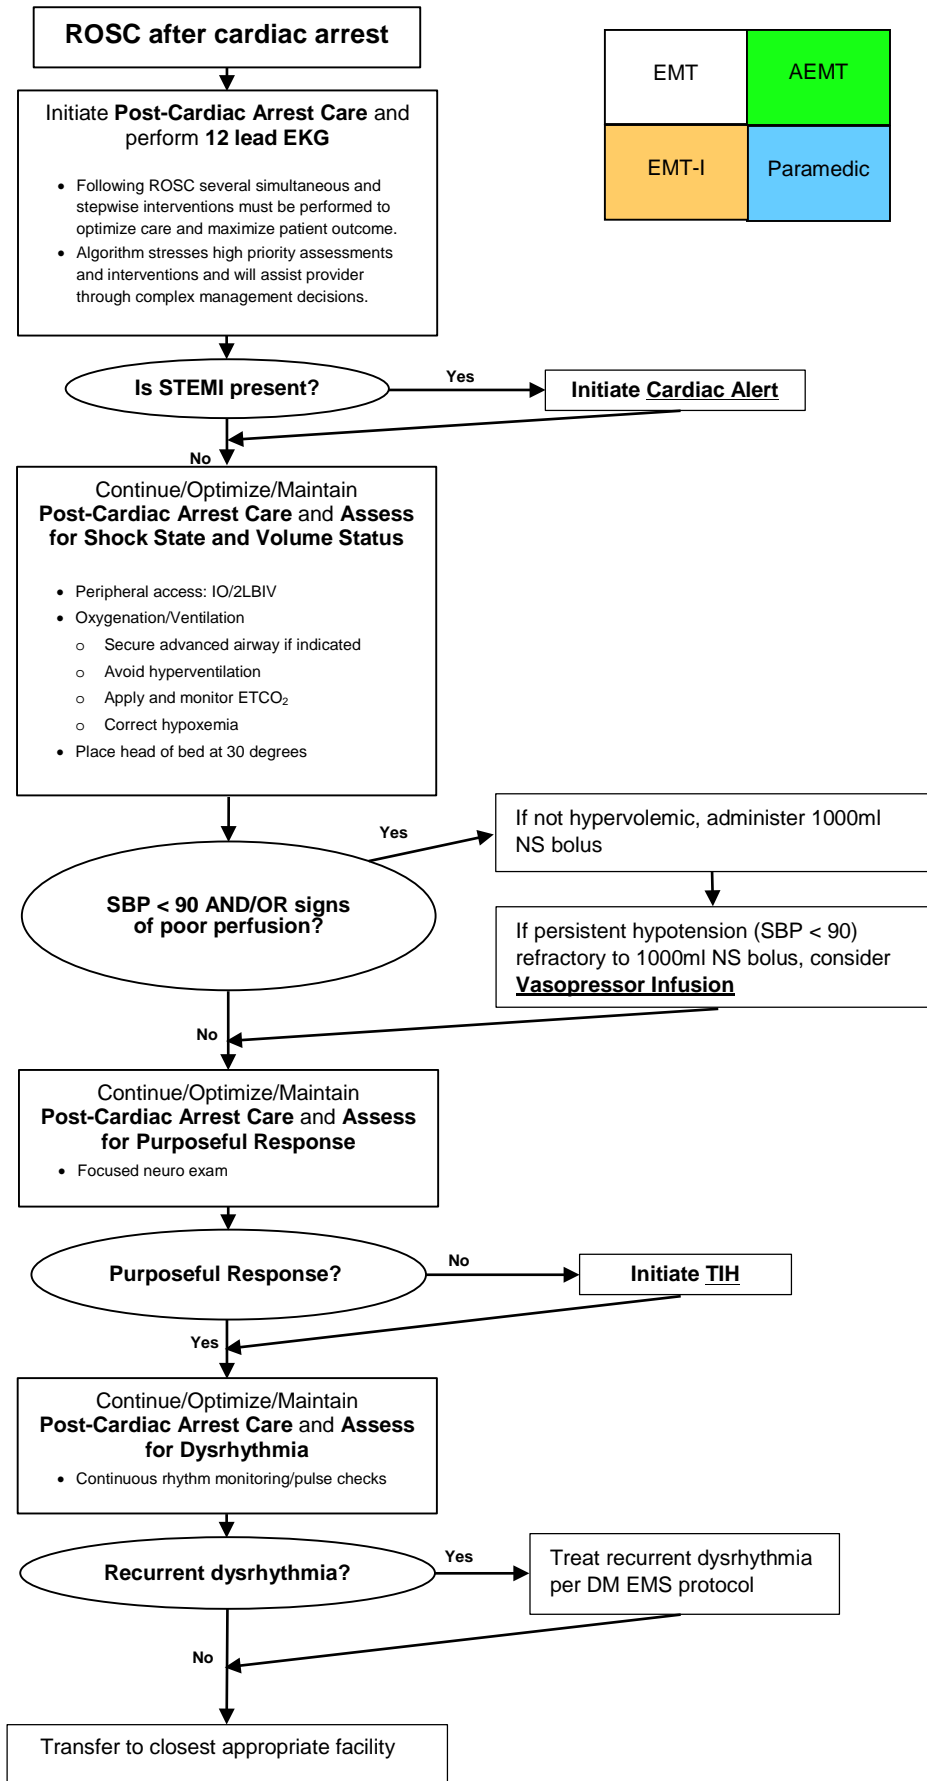 ROSC after cardiac arrest
EMT
AEMT
EMT-I
Paramedic
Initiate Post-Cardiac Arrest Care and
perform 12 lead EKG
• Following ROSC several simultaneous and
stepwise interventions must be performed to
optimize care and maximize patient outcome.
• Algorithm stresses high priority assessments
and interventions and will assist provider
through complex management decisions.
Is STEMI present?
Yes
Initiate Cardiac Alert
No
Continue/Optimize/Maintain
Post-Cardiac Arrest Care and Assess
for Shock State and Volume Status
• Peripheral access: IO/2LBIV
• Oxygenation/Ventilation
o Secure advanced airway if indicated
o Avoid hyperventilation
o Apply and monitor ETCO₂
o Correct hypoxemia
• Place head of bed at 30 degrees
SBP < 90 AND/OR signs
of poor perfusion?
Yes
If not hypervolemic, administer 1000ml
NS bolus
If persistent hypotension (SBP < 90)
refractory to 1000ml NS bolus, consider
Vasopressor Infusion
No
Continue/Optimize/Maintain
Post-Cardiac Arrest Care and Assess
for Purposeful Response
• Focused neuro exam
Purposeful Response?
No
Initiate TIH
Yes
Continue/Optimize/Maintain
Post-Cardiac Arrest Care and Assess
for Dysrhythmia
• Continuous rhythm monitoring/pulse checks
Recurrent dysrhythmia?
Yes
Treat recurrent dysrhythmia
per DM EMS protocol
No
Transfer to closest appropriate facility